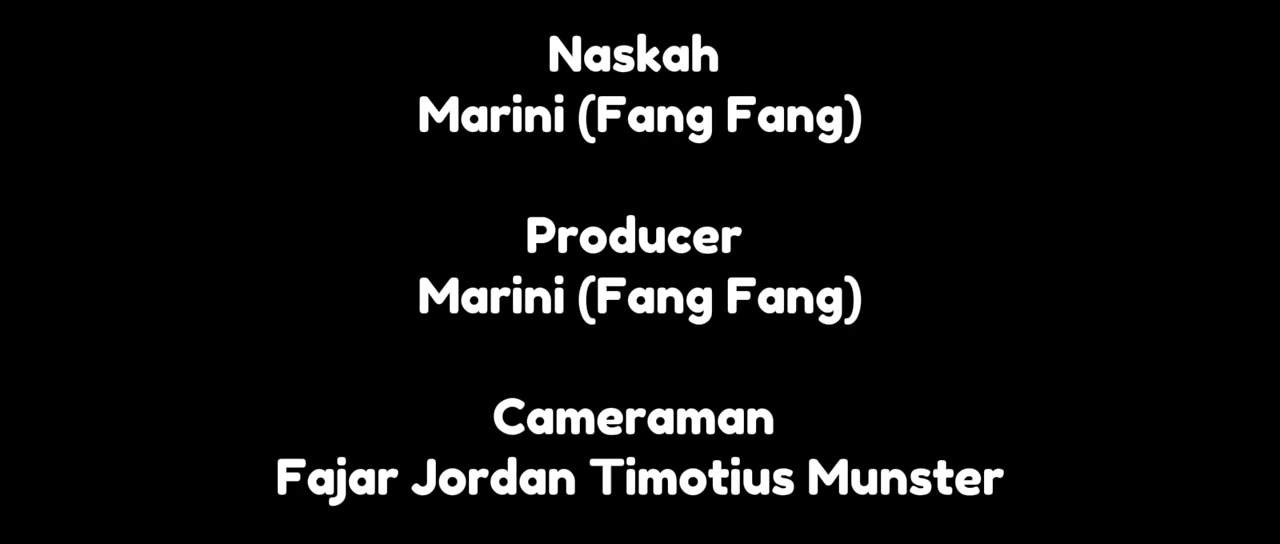 Naskah
Marini (Fang Fang)
Producer
Marini (Fang Fang)
Cameraman
Fajar Jordan Timotius Munster